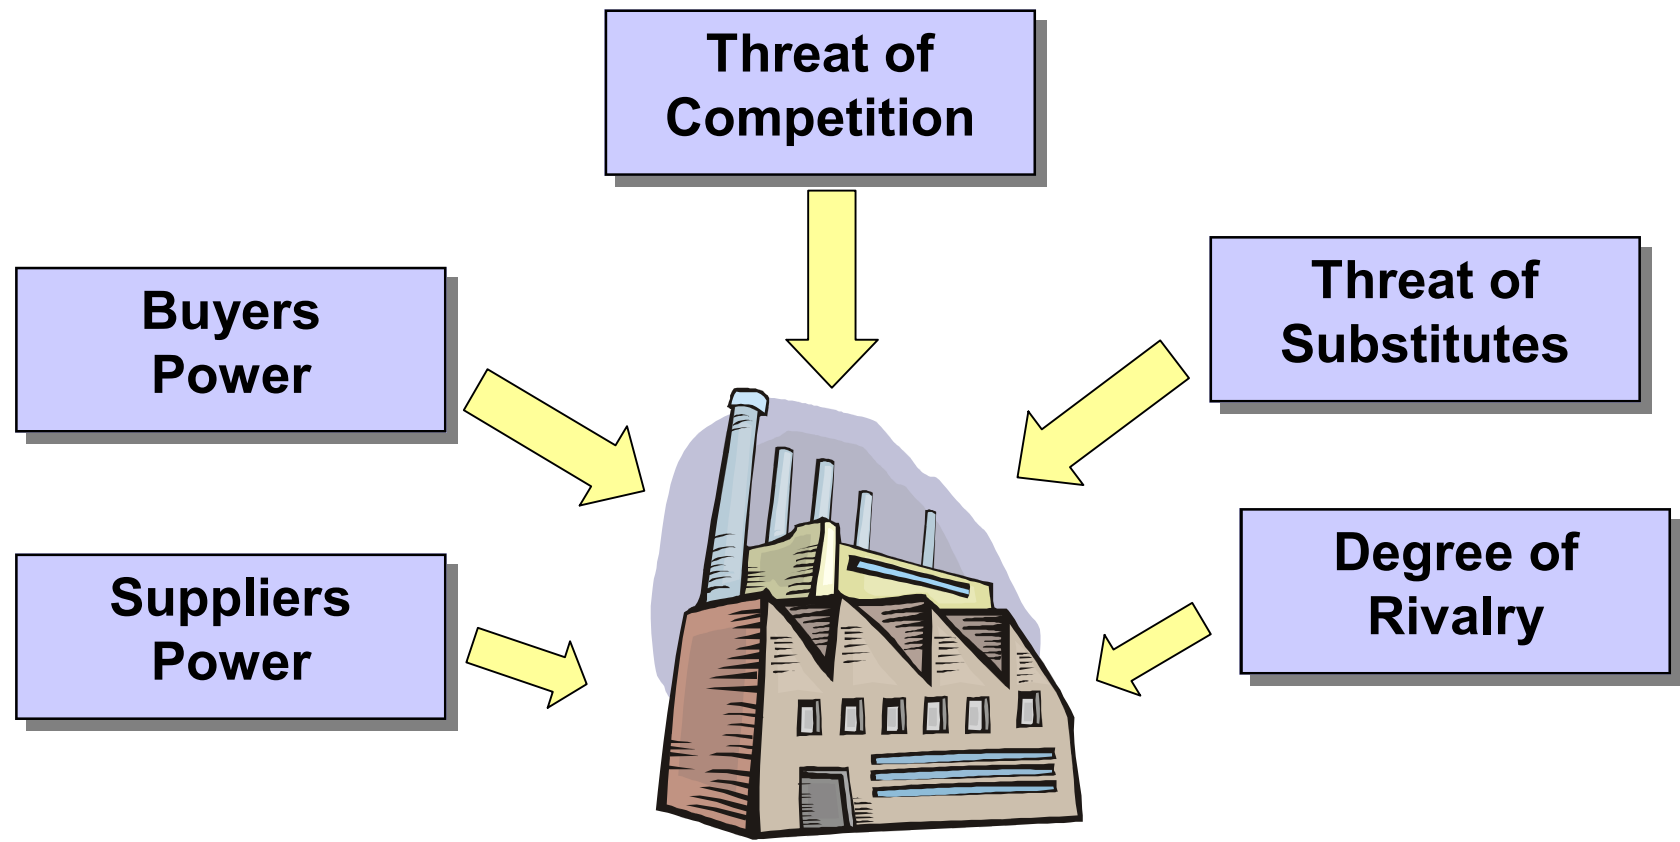 Threat of
Competition
Buyers
Power
Threat of
Substitutes
Suppliers
Power
Degree of
Rivalry